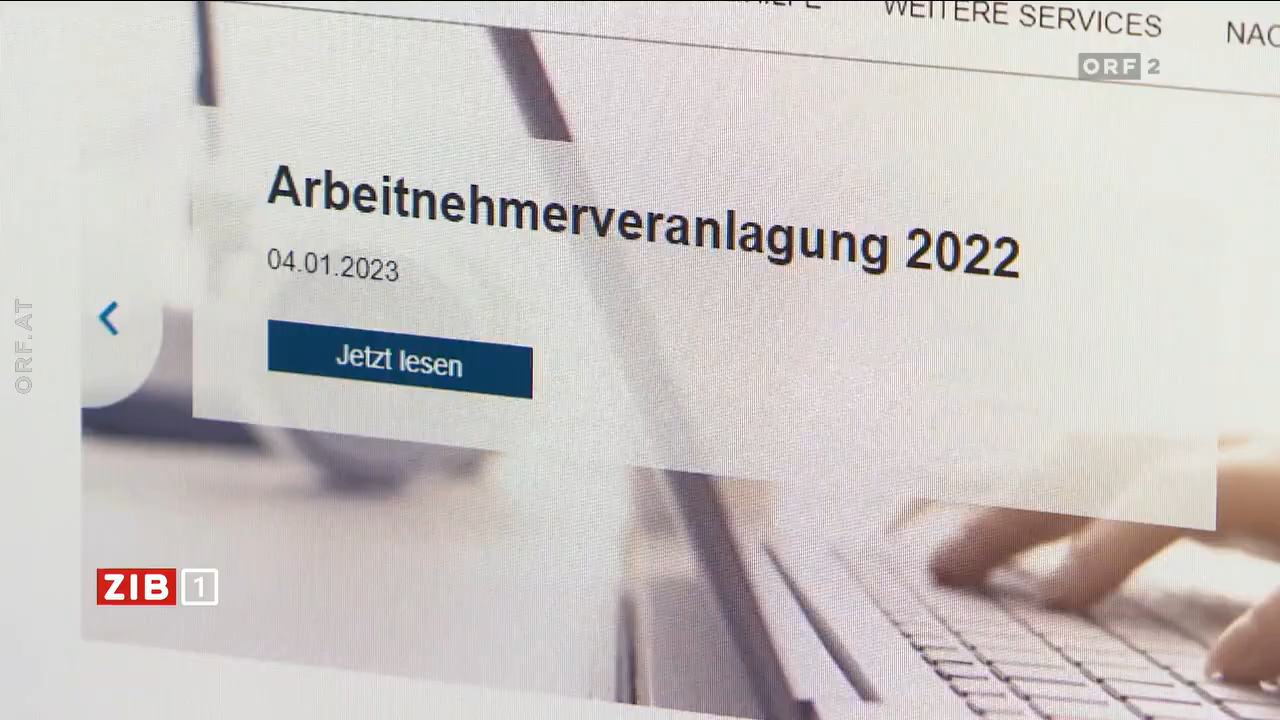 WEITERE SERVICES
ORF 2
Arbeitnehmerveranlagung 2022
04.01.2023
Jetzt lesen
ORF.AT
ZIB 1